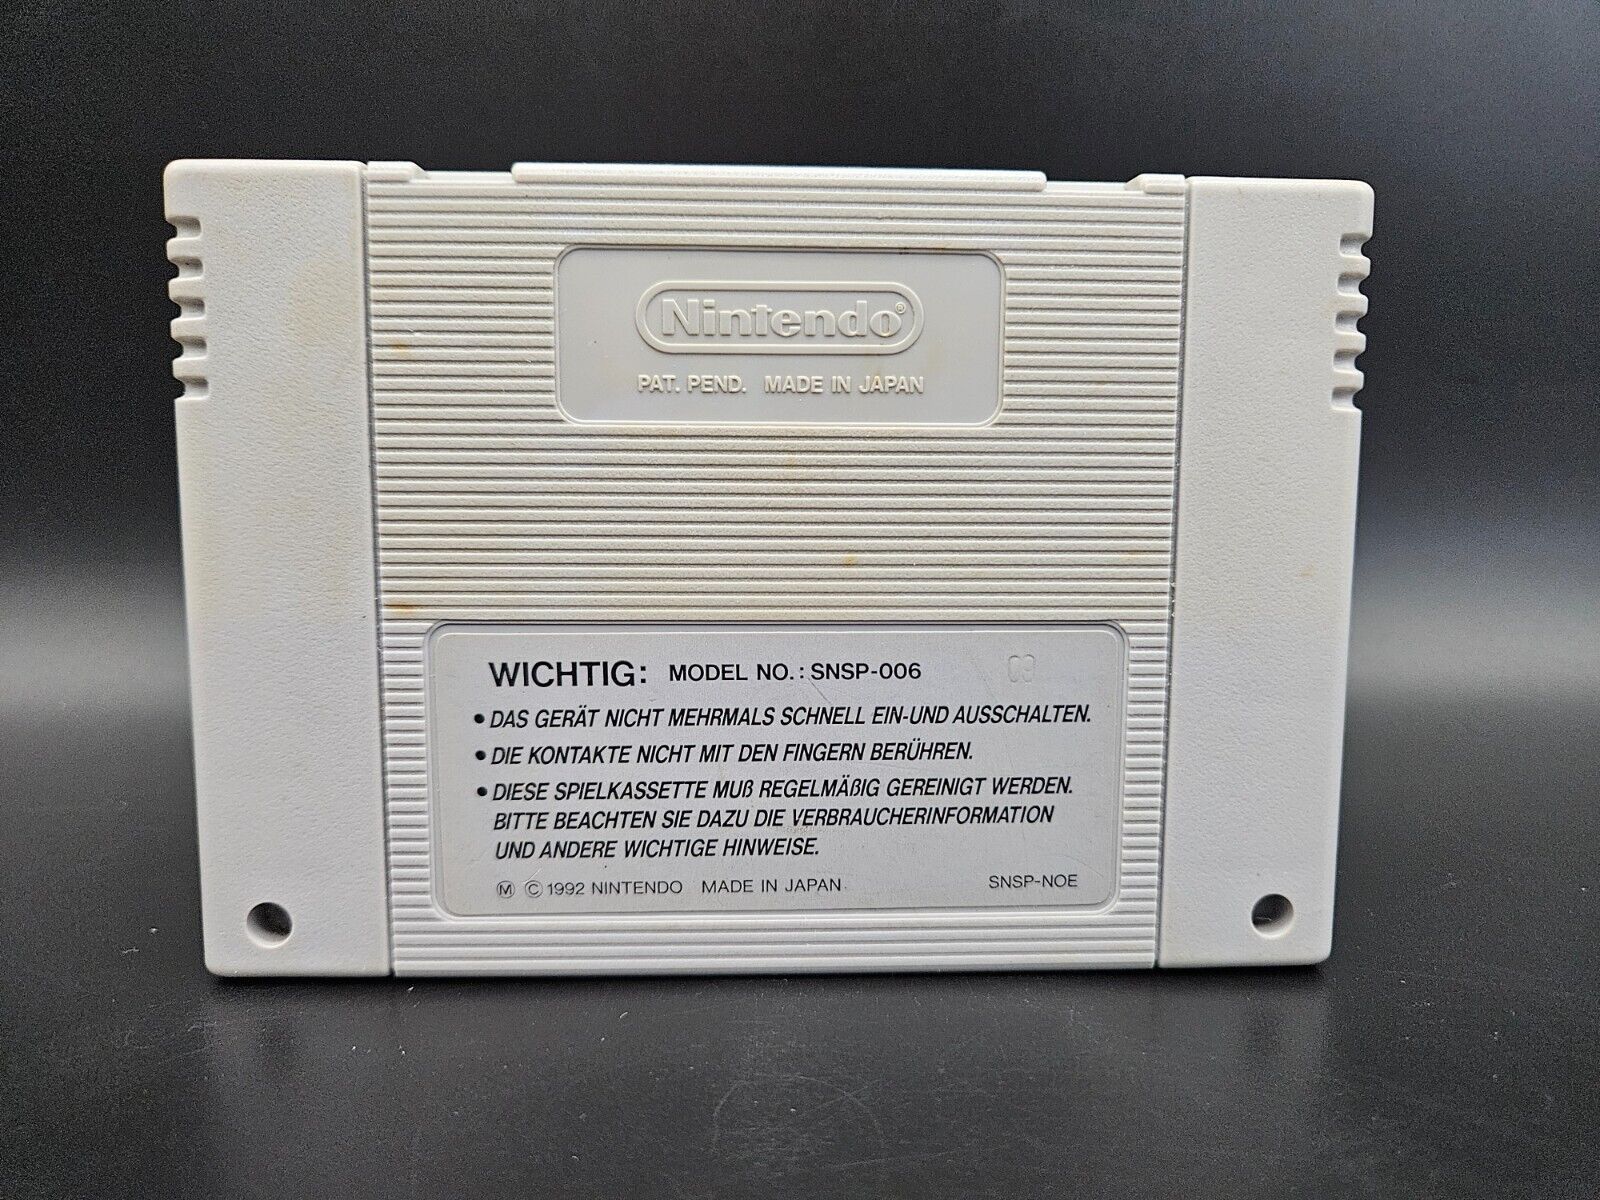 Nintendo®
PAT. PEND. MADE IN JAPAN
WICHTIG: MODEL NO.: SNSP-006
• DAS GERÄT NICHT MEHRMALS SCHNELL EIN-UND AUSSCHALTEN.
• DIE KONTAKTE NICHT MIT DEN FINGERN BERÜHREN.
• DIESE SPIELKASSETTE MUß REGELMÄßIG GEREINIGT WERDEN.
BITTE BEACHTEN SIE DAZU DIE VERBRAUCHERINFORMATION
UND ANDERE WICHTIGE HINWEISE.
Ⓜ © 1992 NINTENDO MADE IN JAPAN SNSP-NOE